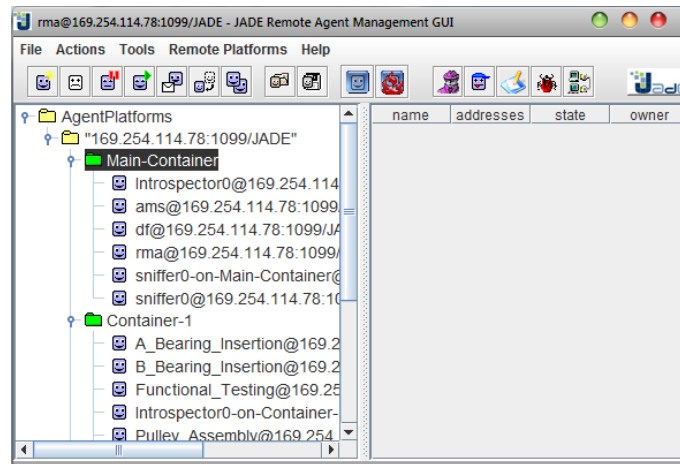 rma@169.254.114.78:1099/JADE - JADE Remote Agent Management GUI
File Actions Tools Remote Platforms Help
Jade
name addresses state owner
AgentPlatforms
"169.254.114.78:1099/JADE"
Main-Container
Introspector0@169.254.114
ams@169.254.114.78:1099
df@169.254.114.78:1099/JA
rma@169.254.114.78:1099/
sniffer0-on-Main-Container@
sniffer0@169.254.114.78:10
Container-1
A_Bearing_Insertion@169.2
B_Bearing_Insertion@169.2
Functional_Testing@169.25
Introspector0-on-Container-
Pulley_Assembly@169.254